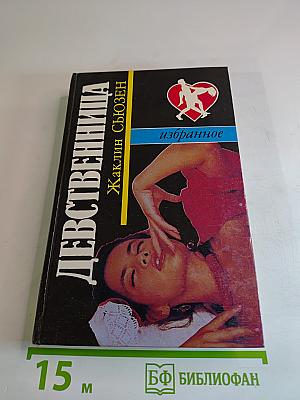 ДЕВСТВЕННИЦА
Жаклин СЬЮЗЕН
избранное
15 м
БФ БИБЛИОФАН